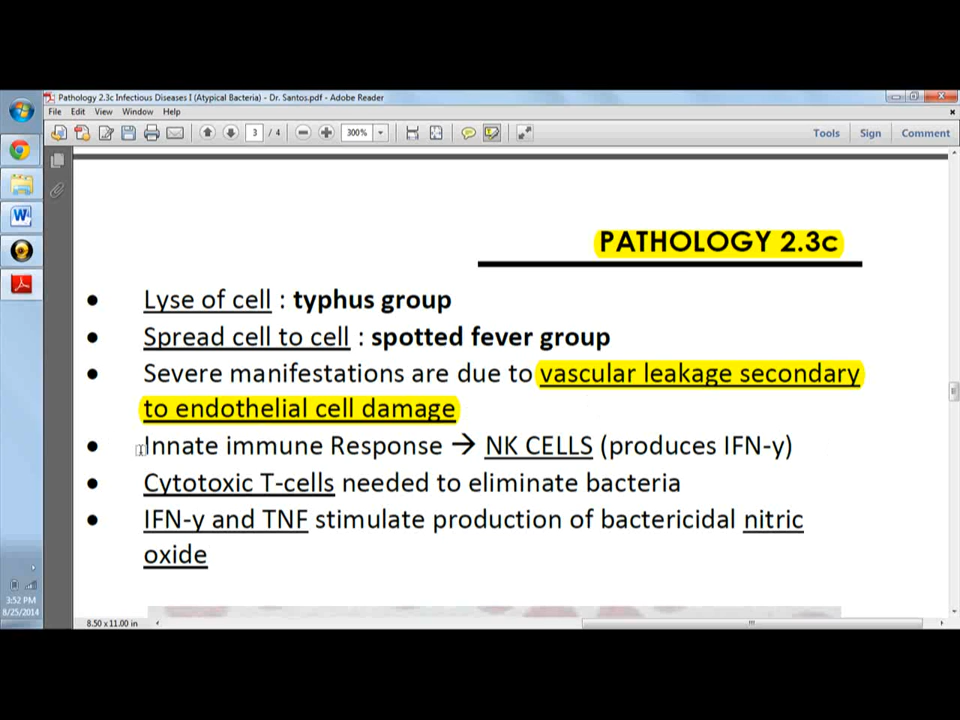 Pathology 2.3c Infectious Diseases I (Atypical Bacteria) - Dr. Santos.pdf - Adobe Reader
File Edit View Window Help
3 / 4 300% Tools Sign Comment
PATHOLOGY 2.3c
• Lyse of cell : typhus group
• Spread cell to cell : spotted fever group
• Severe manifestations are due to vascular leakage secondary
to endothelial cell damage
• Innate immune Response → NK CELLS (produces IFN-y)
• Cytotoxic T-cells needed to eliminate bacteria
• IFN-y and TNF stimulate production of bactericidal nitric
oxide
3:52 PM
8/25/2014
8.50 x 11.00 in